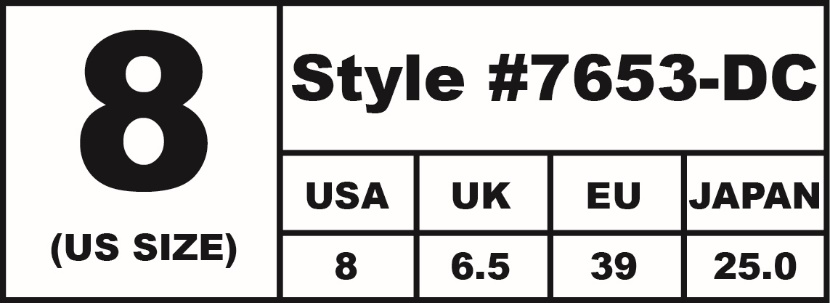 8
(US SIZE)
Style #7653-DC
USA UK EU JAPAN
8 6.5 39 25.0